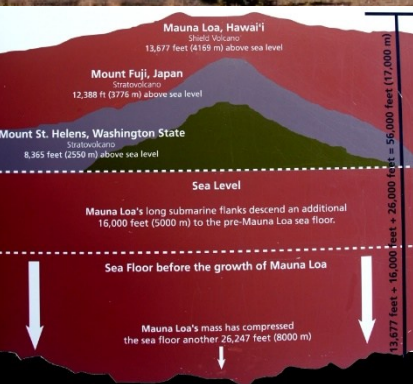 Mauna Loa, Hawai'i
Shield Volcano
13,677 feet (4169 m) above sea level
Mount Fuji, Japan
Stratovolcano
12,388 ft (3776 m) above sea level
Mount St. Helens, Washington State
Stratovolcano
8,365 feet (2550 m) above sea level
Sea Level
Mauna Loa's long submarine flanks descend an additional
16,000 feet (5000 m) to the pre-Mauna Loa sea floor.
Sea Floor before the growth of Mauna Loa
Mauna Loa's mass has compressed
the sea floor another 26,247 feet (8000 m)
13,677 feet + 16,000 feet + 26,000 feet = 56,000 feet (17,000 m)